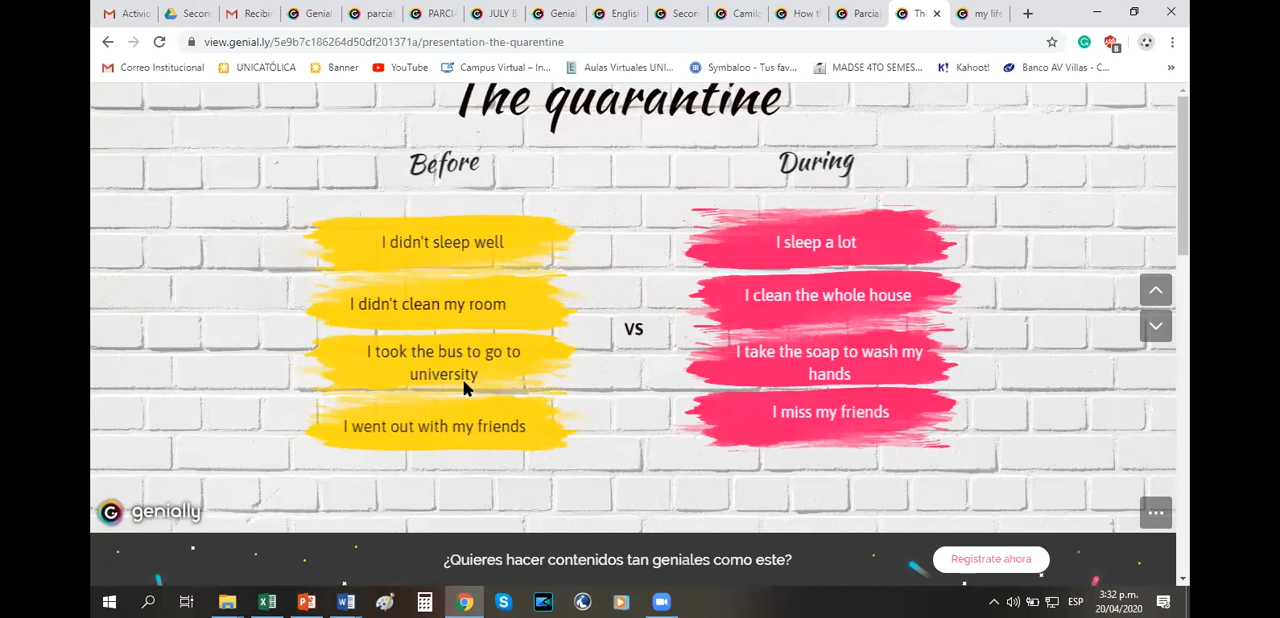 Activid
Secon
Recibid
Genial
parcial
PARCI
JULY B
Genial
English
Secon
Camila
How th
Parcia
The
my life
view.genial.ly/5e9b7c186264d50df201371a/presentation-the-quarentine
8
Correo Institucional
UNICATÓLICA
Banner
YouTube
Campus Virtual – In...
Aulas Virtuales UNI...
Symbaloo - Tus fav...
MADSE 4TO SEMES...
Kahoot!
Banco AV Villas - C...
»
The quarantine
Before
During
I didn't sleep well
I sleep a lot
I didn't clean my room
I clean the whole house
VS
I took the bus to go to
university
I take the soap to wash my
hands
I went out with my friends
I miss my friends
genially
¿Quieres hacer contenidos tan geniales como este?
Regístrate ahora
ESP
3:32 p.m.
20/04/2020